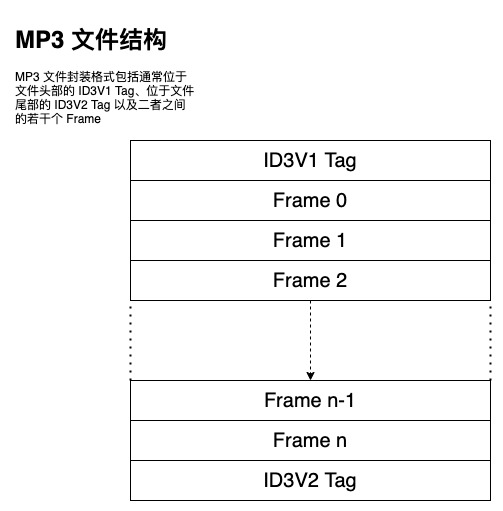 MP3 文件结构
MP3 文件封装格式包括通常位于
文件头部的 ID3V1 Tag、位于文件
尾部的 ID3V2 Tag 以及二者之间
的若干个 Frame
ID3V1 Tag
Frame 0
Frame 1
Frame 2
Frame n-1
Frame n
ID3V2 Tag